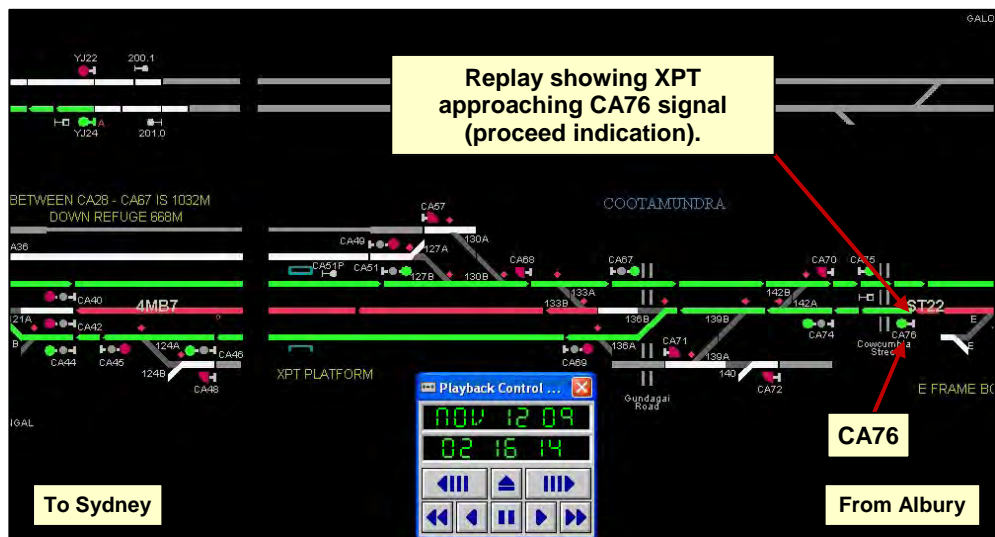 GALO
YJ22
200.1
YJ24
A
201.0
Replay showing XPT
approaching CA76 signal
(proceed indication).
BETWEEN CA28 - CA67 IS 1032M
DOWN REFUGE 668M
COOTAMUNDRA
CA57
A36
CA49
127A
130A
CA51P
CA51
127B
130B
CA68
CA67
CA70
CA75
CA40
4MB7
133A
133B
142B
142A
ST22
121A
CA42
136B
139B
CA74
CA76
E
B
CA44
CA45
124A
CA46
136A
CA69
CA71
139A
Cowcumbla
Stree
E
124B
CA48
XPT PLATFORM
140
CA72
E FRAME BO
Gundagai
Road
NGAL
Playback Control ...
NOV 12 09
02 16 14
CA76
To Sydney
From Albury